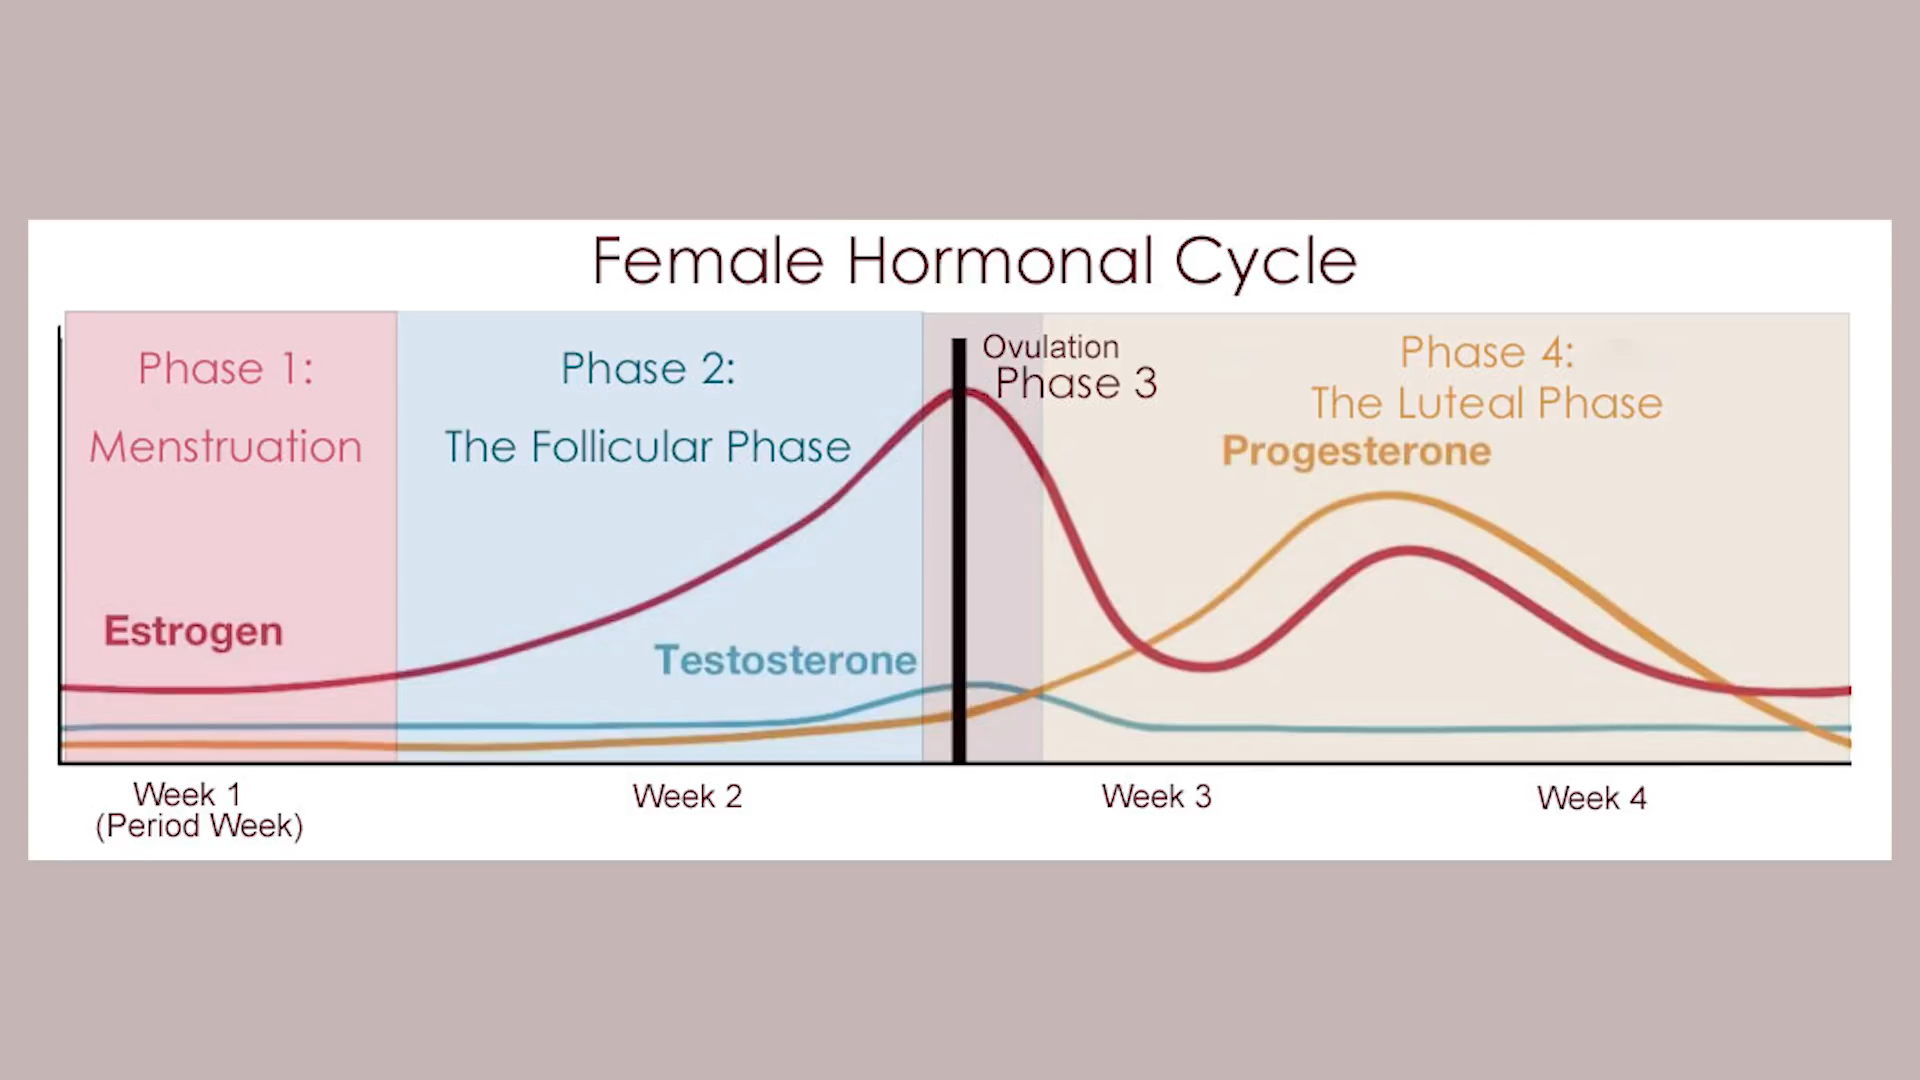 Female Hormonal Cycle
Phase 1:
Menstruation
Phase 2:
The Follicular Phase
Ovulation
Phase 3
Phase 4:
The Luteal Phase
Progesterone
Estrogen
Testosterone
Week 1
(Period Week)
Week 2
Week 3
Week 4